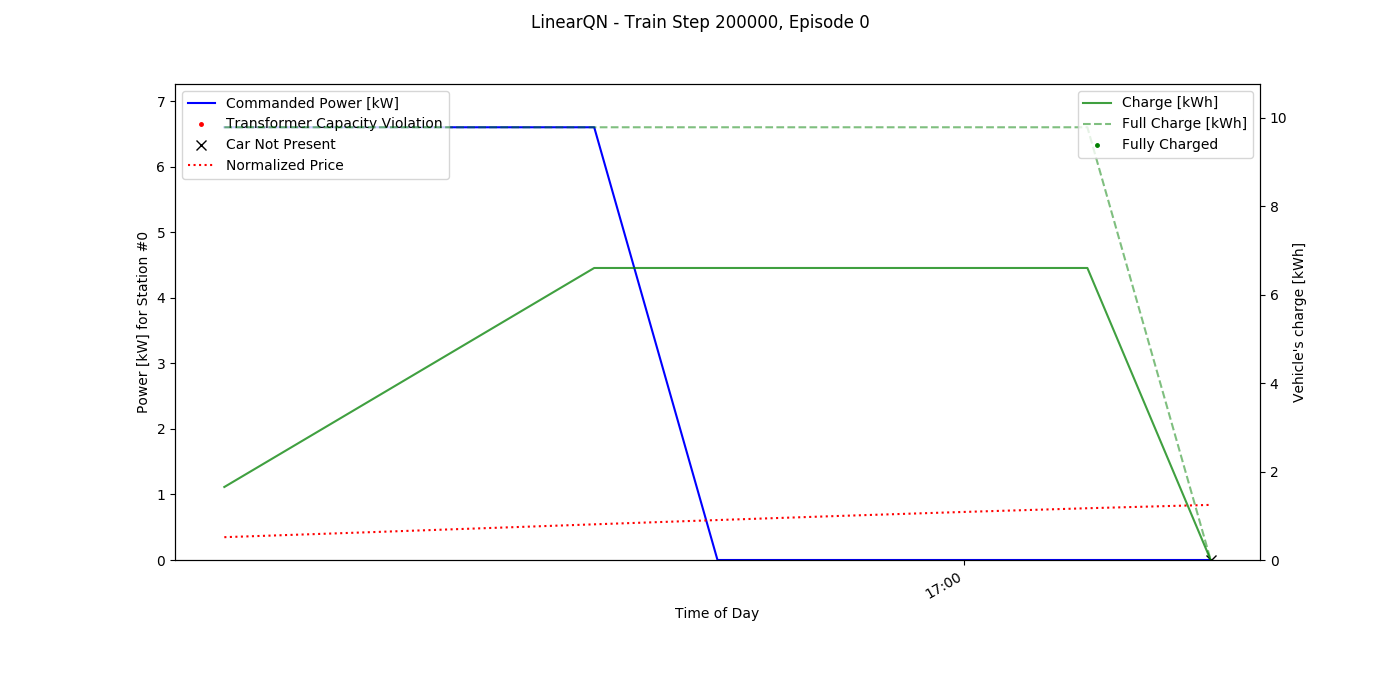 LinearQN - Train Step 200000, Episode 0
Commanded Power [kW]
Transformer Capacity Violation
Car Not Present
Normalized Price
Charge [kWh]
Full Charge [kWh]
Fully Charged
7
6
5
4
3
2
1
0
Power [kW] for Station #0
10
8
6
4
2
0
Vehicle's charge [kWh]
17:00
Time of Day